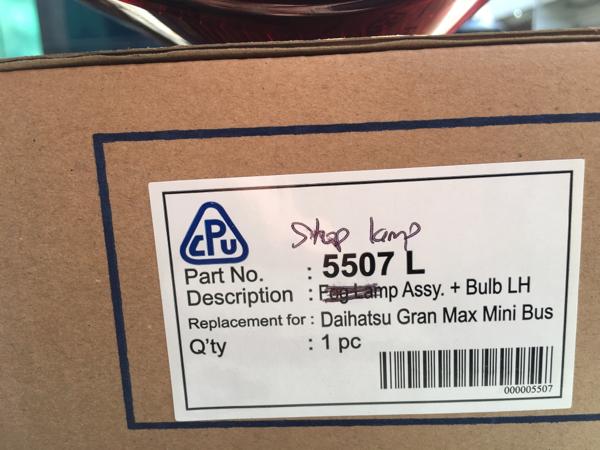 CPU
Stop lamp
Part No. : 5507 L
Description : Fog Lamp Assy. + Bulb LH
Replacement for : Daihatsu Gran Max Mini Bus
Q'ty : 1 pc
000005507